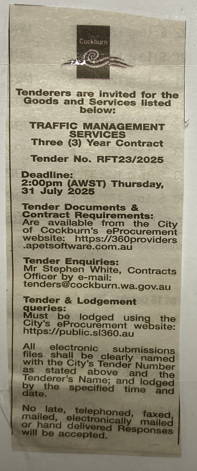 Cockburn
Tenderers are invited for the
Goods and Services listed
below:
TRAFFIC MANAGEMENT
SERVICES
Three (3) Year Contract
Tender No. RFT23/2025
Deadline:
2:00pm (AWST) Thursday,
31 July 2025
Tender Documents &
Contract Requirements:
Are available from the City
of Cockburn's eProcurement
website: https://360providers
.apetsoftware.com.au
Tender Enquiries:
Mr Stephen White, Contracts
Officer by e-mail:
tenders@cockburn.wa.gov.au
Tender & Lodgement
queries:
Must be lodged using the
City's eProcurement website:
https://public.sl360.au
All electronic submissions
files shall be clearly named
with the City's Tender Number
as stated above and the
Tenderer's Name; and lodged
by the specified time and
date.
No late, telephoned, faxed,
mailed, electronically mailed
or hand delivered Responses
will be accepted.